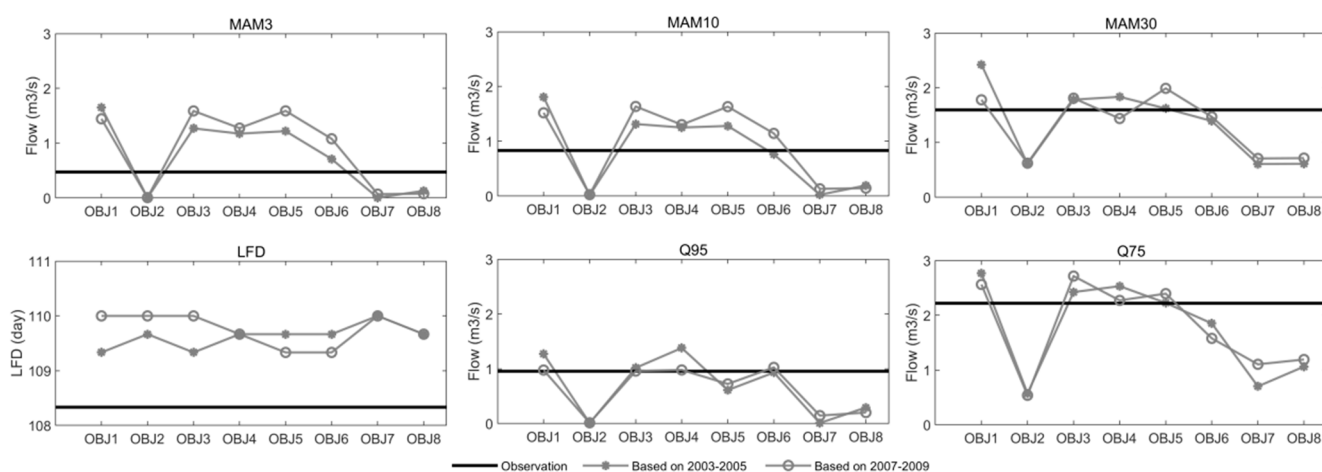 MAM3
MAM10
MAM30
3
2
1
0
Flow (m3/s)
OBJ1 OBJ2 OBJ3 OBJ4 OBJ5 OBJ6 OBJ7 OBJ8
3
2
1
0
Flow (m3/s)
OBJ1 OBJ2 OBJ3 OBJ4 OBJ5 OBJ6 OBJ7 OBJ8
3
2
1
0
Flow (m3/s)
OBJ1 OBJ2 OBJ3 OBJ4 OBJ5 OBJ6 OBJ7 OBJ8
LFD
Q95
Q75
111
110
109
108
LFD (day)
OBJ1 OBJ2 OBJ3 OBJ4 OBJ5 OBJ6 OBJ7 OBJ8
3
2
1
0
Flow (m3/s)
OBJ1 OBJ2 OBJ3 OBJ4 OBJ5 OBJ6 OBJ7 OBJ8
3
2
1
0
Flow (m3/s)
OBJ1 OBJ2 OBJ3 OBJ4 OBJ5 OBJ6 OBJ7 OBJ8
Observation Based on 2003-2005 Based on 2007-2009